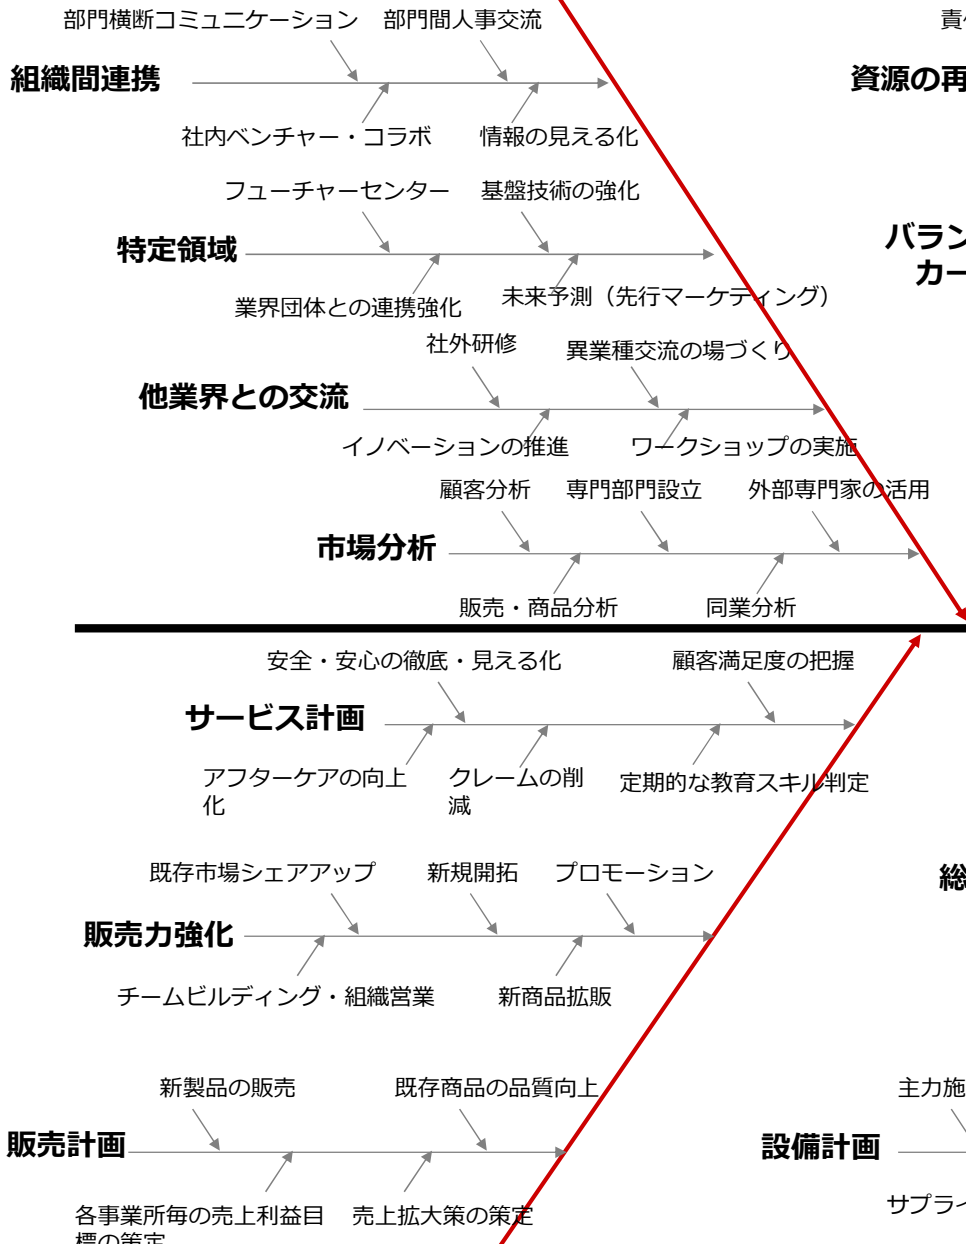 部門横断コミュニケーション
部門間人事交流
組織間連携
社内ベンチャー・コラボ
情報の見える化
フューチャーセンター
基盤技術の強化
特定領域
業界団体との連携強化
未来予測（先行マーケティング）
社外研修
異業種交流の場づくり
他業界との交流
イノベーションの推進
ワークショップの実施
顧客分析
専門部門設立
外部専門家の活用
市場分析
販売・商品分析
同業分析
安全・安心の徹底・見える化
顧客満足度の把握
サービス計画
アフターケアの向上
化
クレームの削
減
定期的な教育スキル判定
既存市場シェアアップ
新規開拓
プロモーション
販売力強化
チームビルディング・組織営業
新商品拡販
新製品の販売
既存商品の品質向上
販売計画
各事業所毎の売上利益目
標の策定
売上拡大策の策定
責
資源の再
バラン
カー
総
主力施
設備計画
サプライ